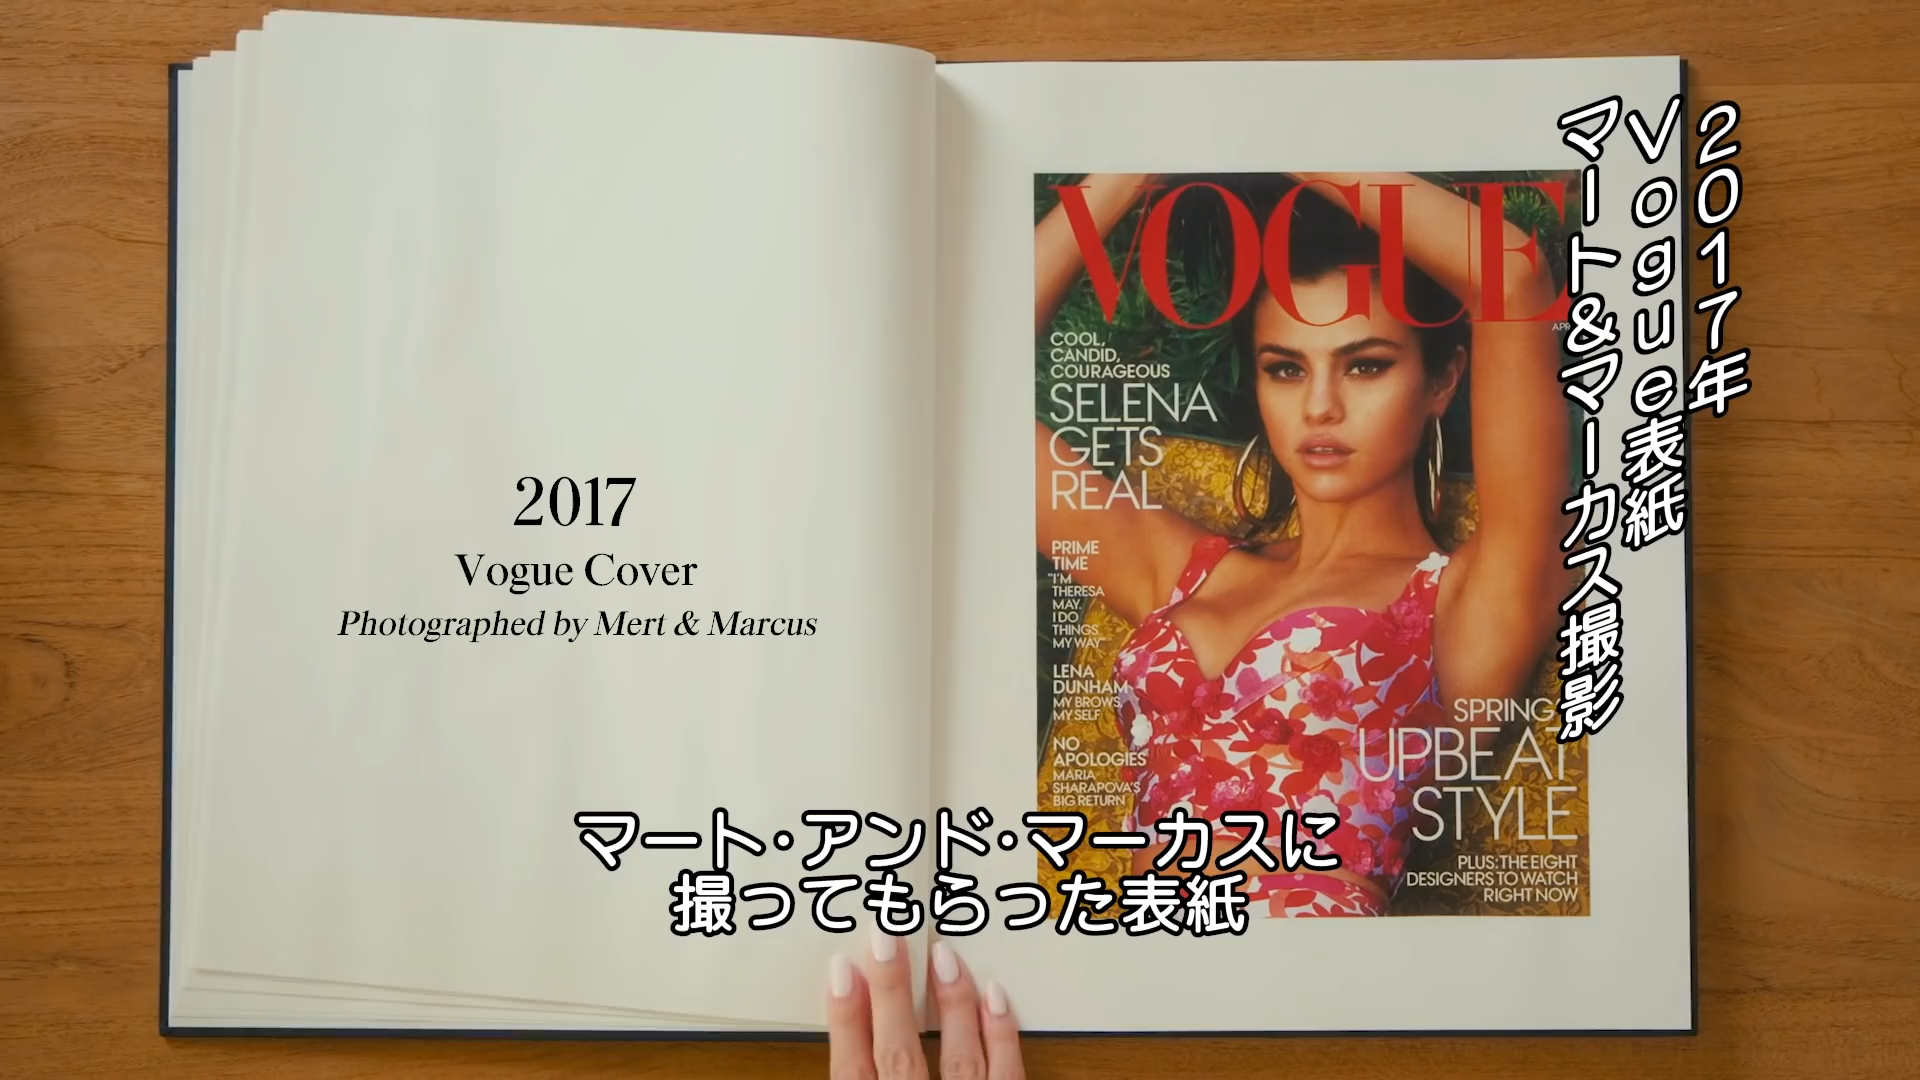 2017
Vogue Cover
Photographed by Mert & Marcus
VOGUE
COOL,
CANDID,
COURAGEOUS
SELENA
GETS
REAL
PRIME
TIME
"I'M
THERESA
MAY.
I DO
THINGS
MY WAY"
LENA
DUNHAM
MY BROWS,
MY SELF
NO
APOLOGIES
MARIA
SHARAPOVA'S
BIG RETURN
SPRING
UPBEAT
STYLE
PLUS: THE EIGHT
DESIGNERS TO WATCH
RIGHT NOW
2017年
Vogue表紙
マート&マーカス撮影
マート・アンド・マーカスに
撮ってもらった表紙